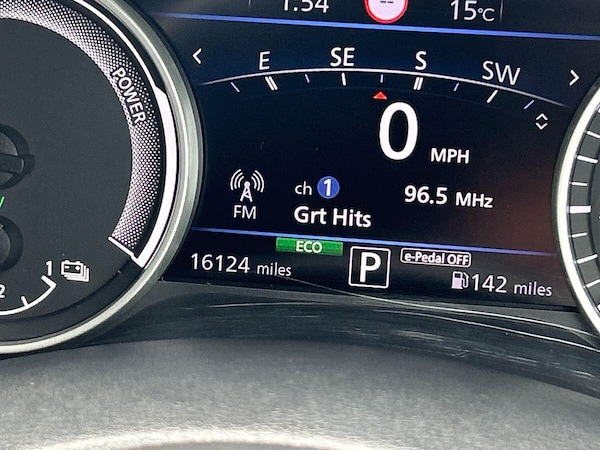 1:54
--
15°C
E SE S SW
POWER
0 MPH
ch 1 96.5 MHz
FM Grt Hits
ECO
e-Pedal OFF
16124 miles
P
142 miles
1
2